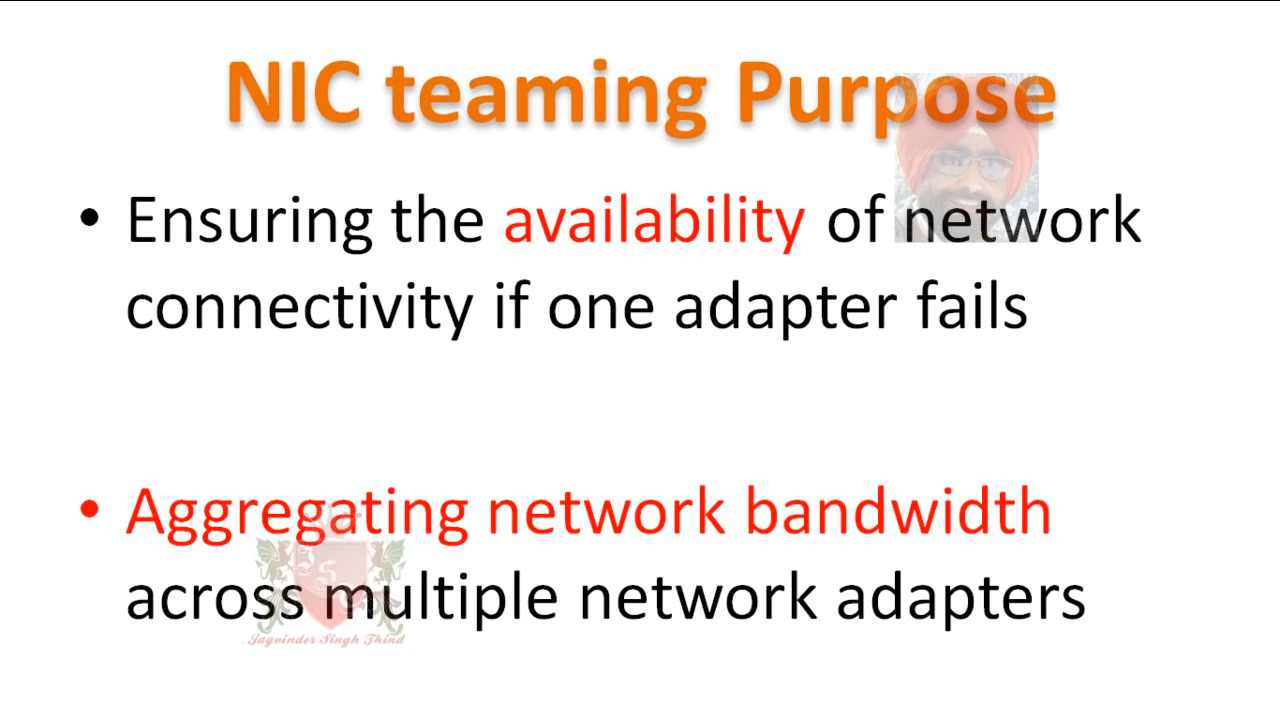 NIC teaming Purpose
• Ensuring the availability of network
connectivity if one adapter fails
• Aggregating network bandwidth
across multiple network adapters
JS
Jagvinder Singh Thind